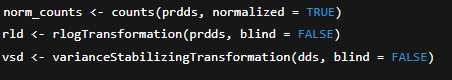 norm_counts <- counts(prdds, normalized = TRUE)
rld <- rlogTransformation(prdds, blind = FALSE)
vsd <- varianceStabilizingTransformation(dds, blind = FALSE)